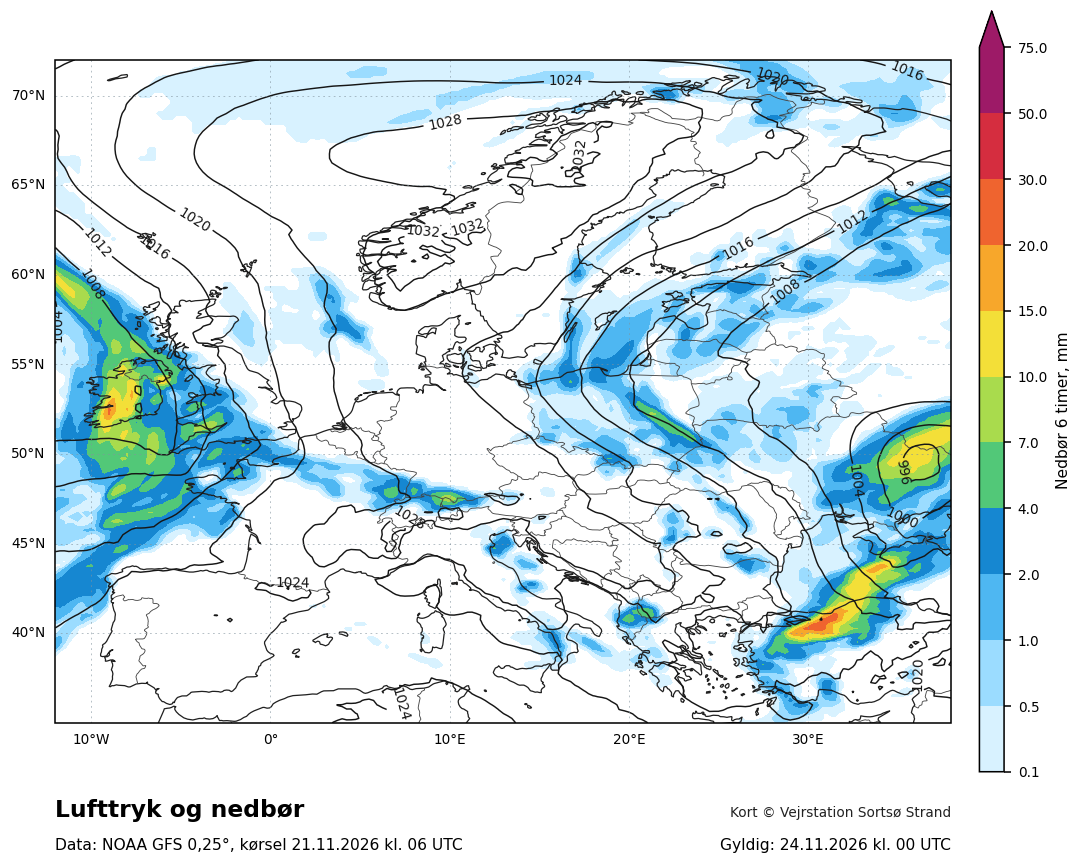 75.0
50.0
30.0
20.0
15.0
10.0
7.0
4.0
2.0
1.0
0.5
0.1
Nedbør 6 timer, mm
70°N
65°N
60°N
55°N
50°N
45°N
40°N
10°W
0°
10°E
20°E
30°E
1016
1020
1024
1028
1032
1020
1032
1032
1016
1012
1012
1016
1008
1008
1004
996
1004
1000
1028
1024
1020
1024
Lufttryk og nedbør
Kort © Vejrstation Sortsø Strand
Data: NOAA GFS 0,25°, kørsel 21.11.2026 kl. 06 UTC
Gyldig: 24.11.2026 kl. 00 UTC